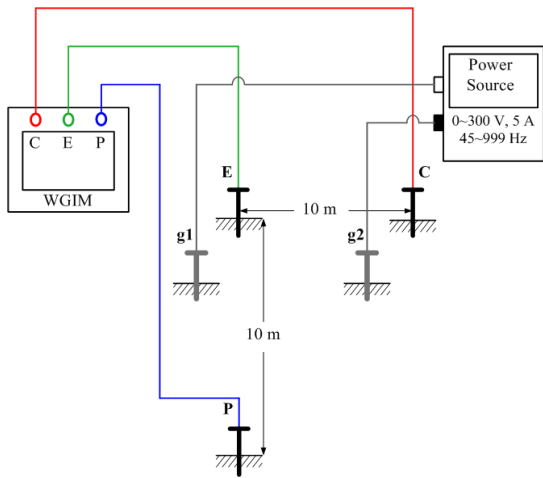 Power
Source
0~300 V, 5 A
45~999 Hz
C E P
WGIM
E
C
10 m
g1
g2
10 m
P